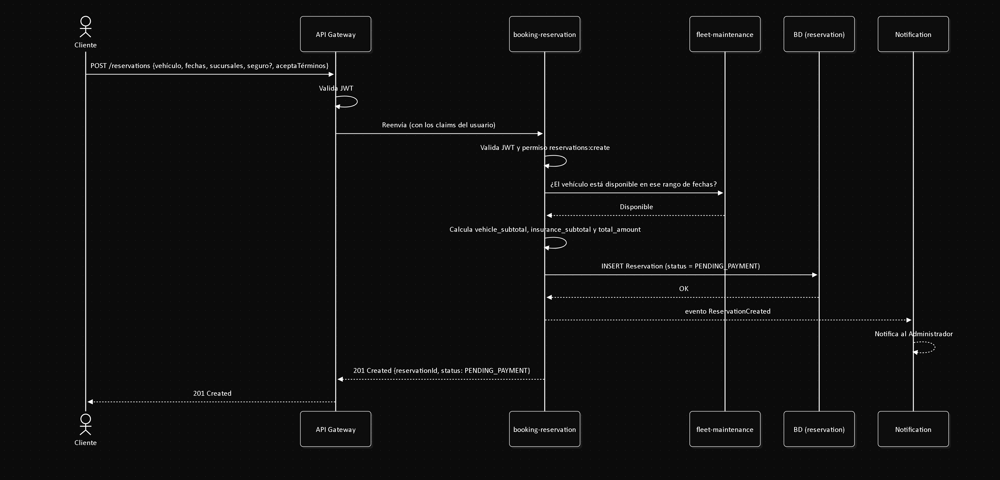 Cliente
API Gateway
booking-reservation
fleet-maintenance
BD (reservation)
Notification
POST /reservations {vehículo, fechas, sucursales, seguro?, aceptaTérminos}
Valida JWT
Reenvía (con los claims del usuario)
Valida JWT y permiso reservations:create
¿El vehículo está disponible en ese rango de fechas?
Disponible
Calcula vehicle_subtotal, insurance_subtotal y total_amount
INSERT Reservation (status = PENDING_PAYMENT)
OK
evento ReservationCreated
Notifica al Administrador
201 Created {reservationId, status: PENDING_PAYMENT}
201 Created
Cliente
API Gateway
booking-reservation
fleet-maintenance
BD (reservation)
Notification